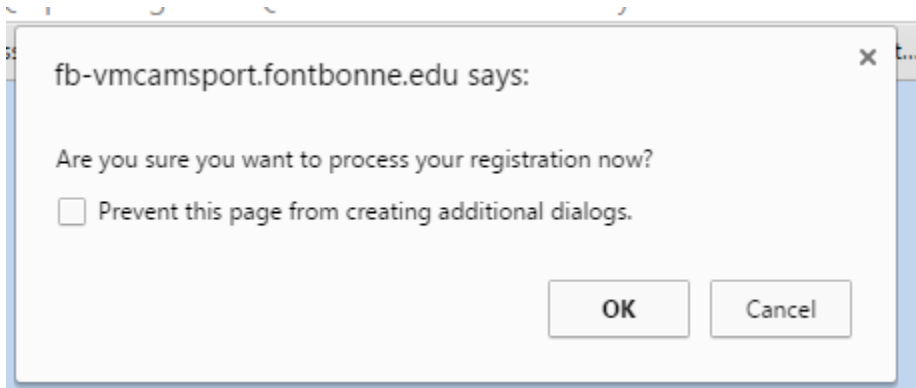 fb-vmcamsport.fontbonne.edu says:
Are you sure you want to process your registration now?
Prevent this page from creating additional dialogs.
OK
Cancel